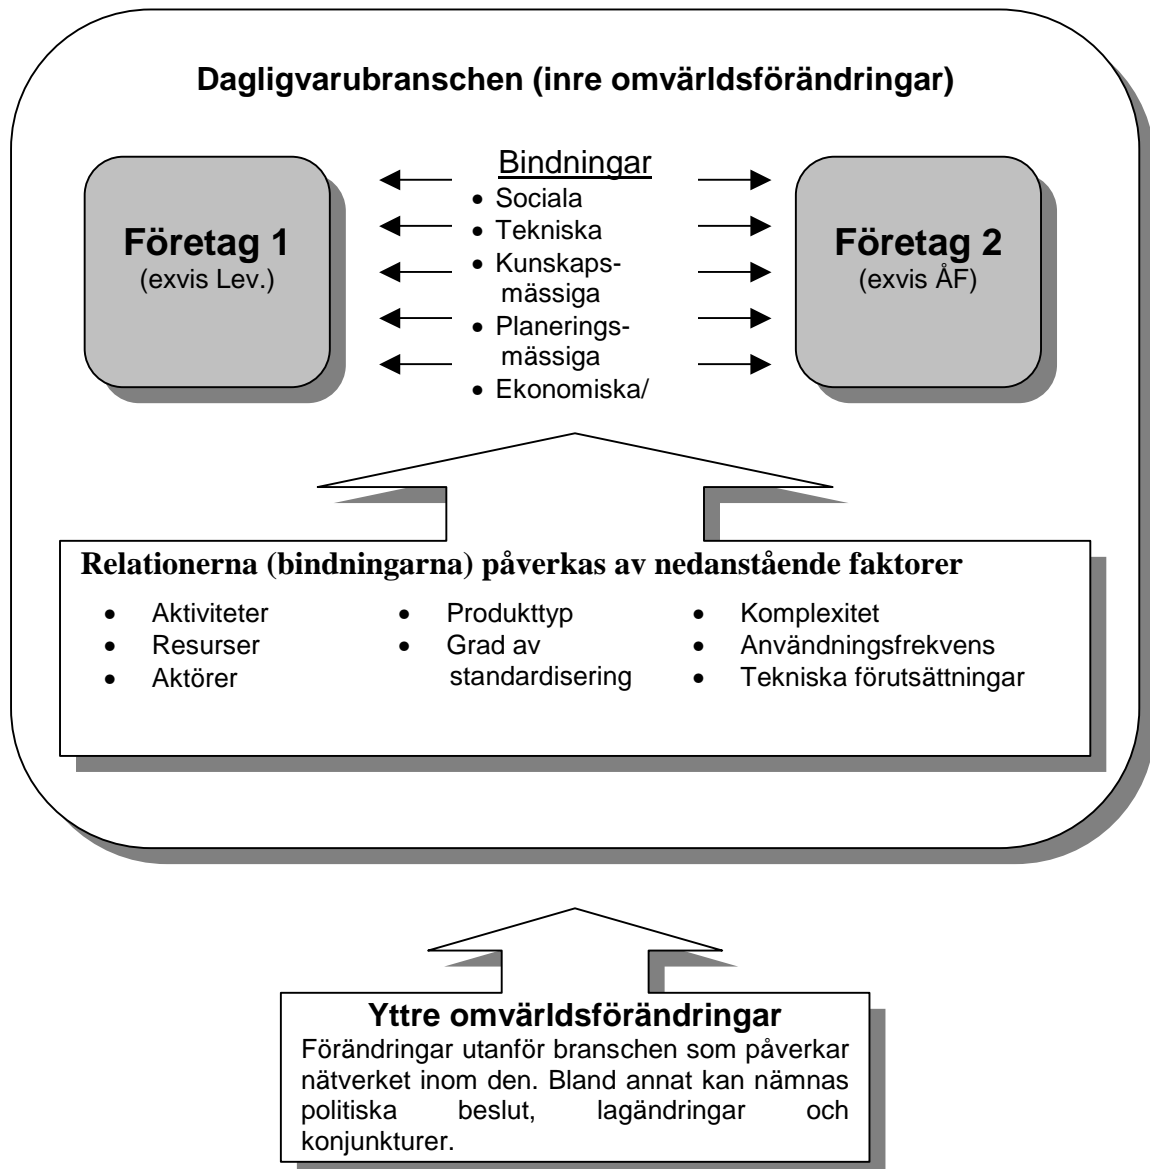 Dagligvarubranschen (inre omvärldsförändringar)
Företag 1
(exvis Lev.)
Bindningar
• Sociala
• Tekniska
• Kunskaps-
mässiga
• Planerings-
mässiga
• Ekonomiska/
Företag 2
(exvis ÅF)
Relationerna (bindningarna) påverkas av nedanstående faktorer
• Aktiviteter
• Resurser
• Aktörer
• Produkttyp
• Grad av
standardisering
• Komplexitet
• Användningsfrekvens
• Tekniska förutsättningar
Yttre omvärldsförändringar
Förändringar utanför branschen som påverkar
nätverket inom den. Bland annat kan nämnas
politiska beslut, lagändringar och
konjunkturer.